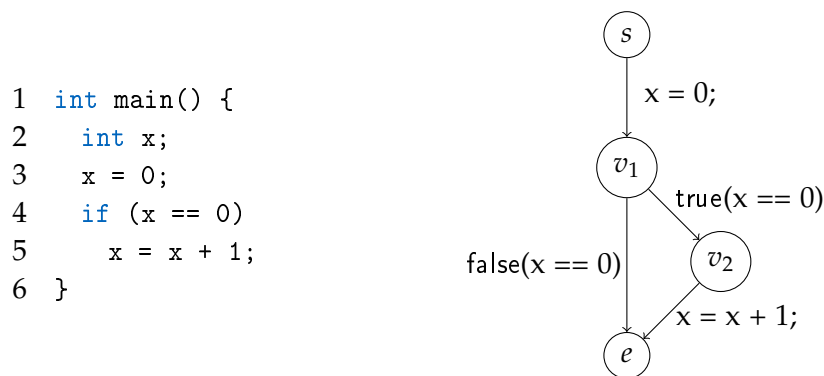 1 int main() {
2 int x;
3 x = 0;
4 if (x == 0)
5 x = x + 1;
6 }
s
x = 0;
v1
true(x == 0)
false(x == 0)
v2
x = x + 1;
e